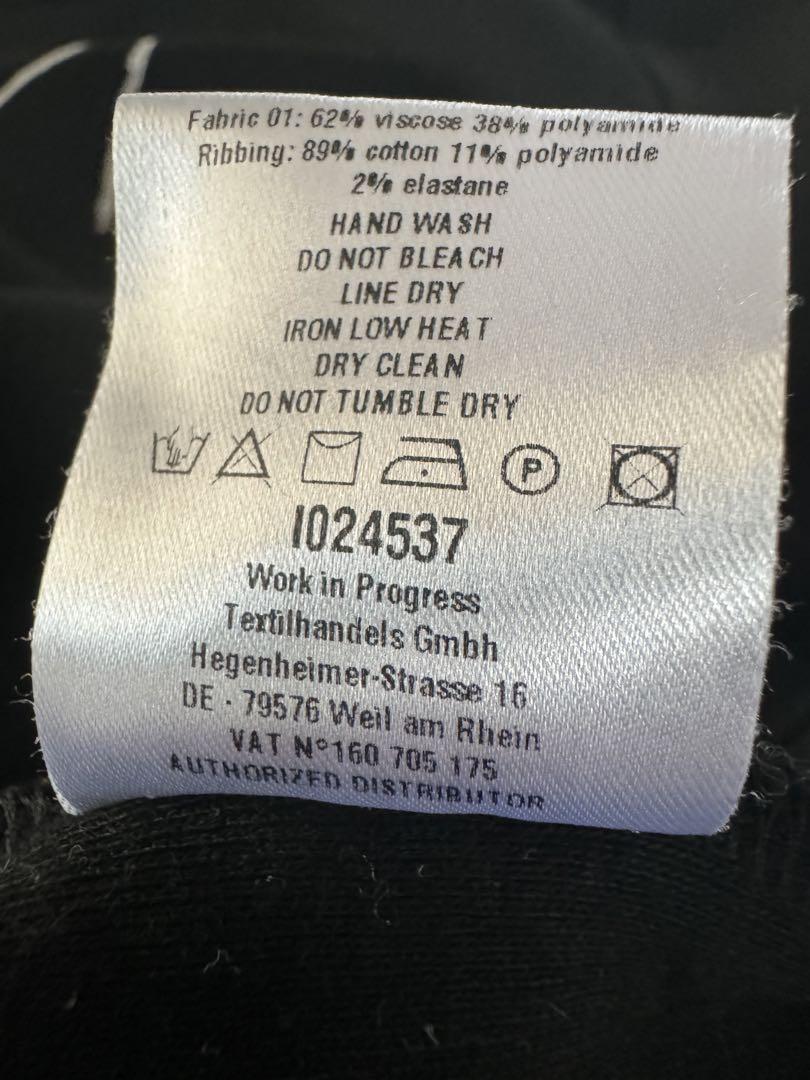 Fabric 01: 62% viscose 38% polyamide
Ribbing: 89% cotton 11% polyamide
2% elastane
HAND WASH
DO NOT BLEACH
LINE DRY
IRON LOW HEAT
DRY CLEAN
DO NOT TUMBLE DRY
P
I024537
Work in Progress
Textilhandels Gmbh
Hegenheimer-Strasse 16
DE · 79576 Weil am Rhein
VAT N°160 705 175
AUTHORIZED DISTRIBUTOR